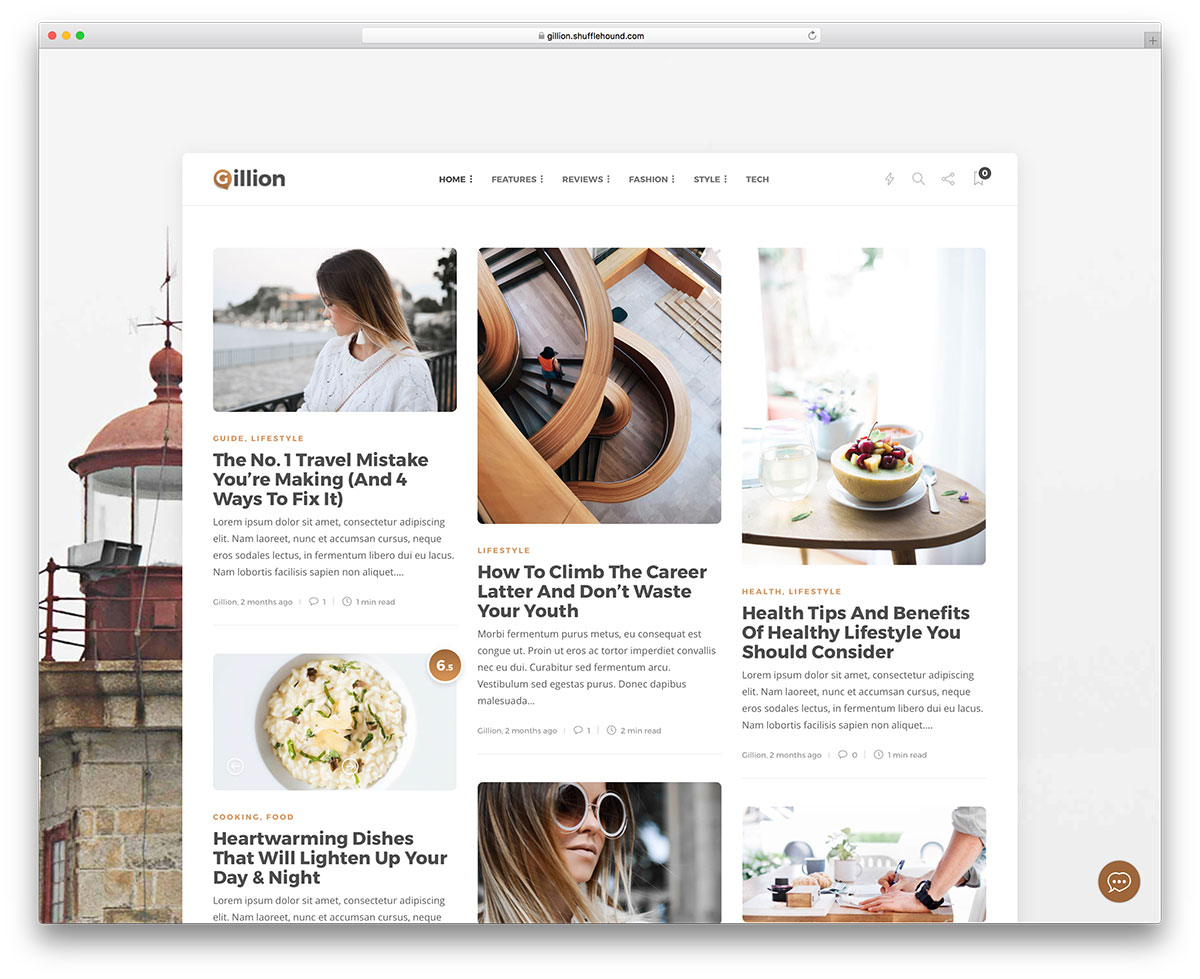 gillion.shufflehound.com
Gillion
HOME
FEATURES
REVIEWS
FASHION
STYLE
TECH
0
GUIDE, LIFESTYLE
The No. 1 Travel Mistake
You’re Making (And 4
Ways To Fix It)
Lorem ipsum dolor sit amet, consectetur adipiscing
elit. Nam laoreet, nunc et accumsan cursus, neque
eros sodales lectus, in fermentum libero dui eu lacus.
Nam lobortis facilisis sapien non aliquet....
Gillion, 2 months ago
1
1 min read
6.5
COOKING, FOOD
Heartwarming Dishes
That Will Lighten Up Your
Day & Night
Lorem ipsum dolor sit amet, consectetur adipiscing
elit. Nam laoreet, nunc et accumsan cursus, neque
LIFESTYLE
How To Climb The Career
Latter And Don’t Waste
Your Youth
Morbi fermentum purus metus, eu consequat est
congue ut. Proin ut eros ac tortor imperdiet convallis
nec eu dui. Curabitur sed fermentum arcu.
Vestibulum sed egestas purus. Donec dapibus
malesuada...
Gillion, 2 months ago
1
2 min read
HEALTH, LIFESTYLE
Health Tips And Benefits
Of Healthy Lifestyle You
Should Consider
Lorem ipsum dolor sit amet, consectetur adipiscing
elit. Nam laoreet, nunc et accumsan cursus, neque
eros sodales lectus, in fermentum libero dui eu lacus.
Nam lobortis facilisis sapien non aliquet....
Gillion, 2 months ago
0
1 min read